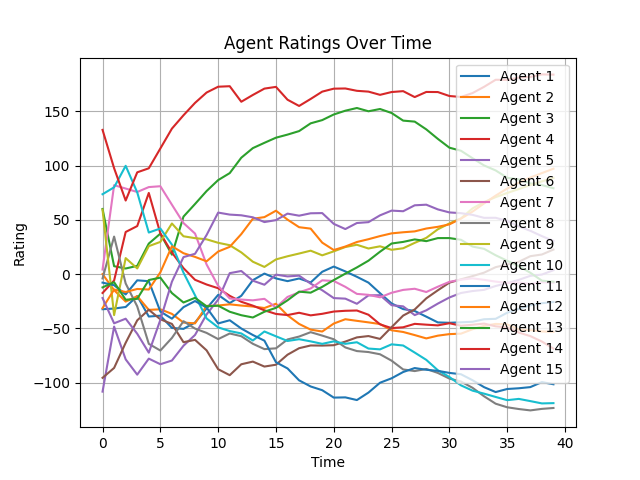 Agent Ratings Over Time
Rating
150
100
50
0
−50
−100
0
5
10
15
20
25
30
35
40
Time
Agent 1
Agent 2
Agent 3
Agent 4
Agent 5
Agent 6
Agent 7
Agent 8
Agent 9
Agent 10
Agent 11
Agent 12
Agent 13
Agent 14
Agent 15